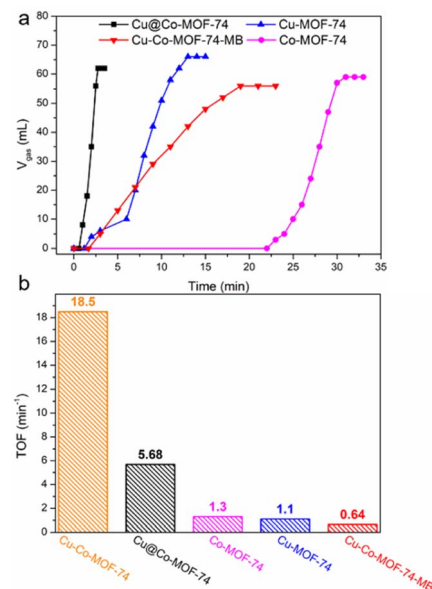 a
Cu@Co-MOF-74 Cu-MOF-74
Cu-Co-MOF-74-MB Co-MOF-74
80
70
60
50
40
30
20
10
0
V gas (mL)
0 5 10 15 20 25 30 35
Time (min)
b
18
16
14
12
10
8
6
4
2
0
TOF (min⁻¹)
18.5
5.68
1.3
1.1
0.64
Cu-Co-MOF-74
Cu@Co-MOF-74
Co-MOF-74
Cu-MOF-74
Cu-Co-MOF-74-MB